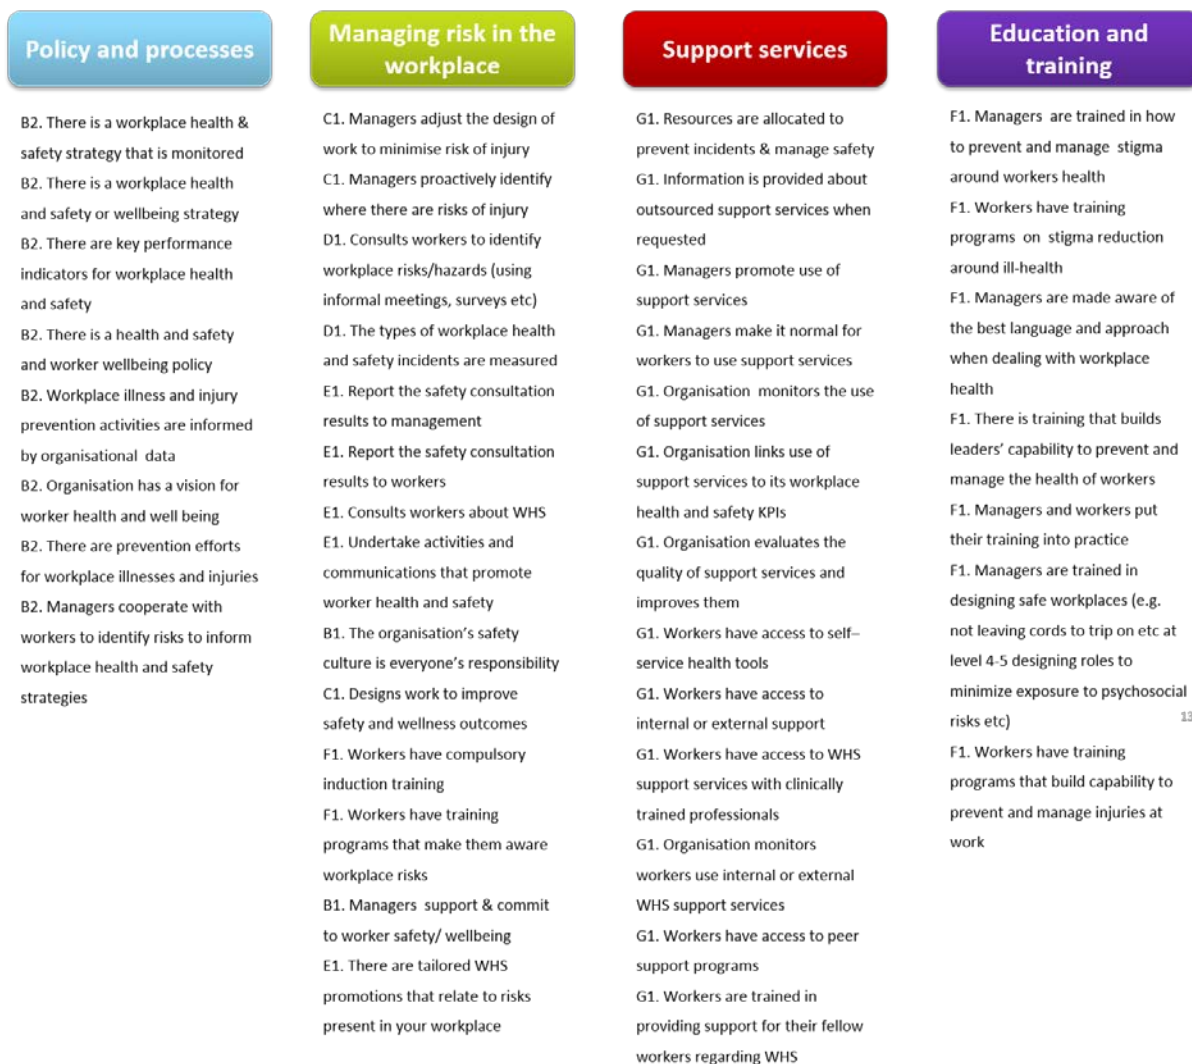 Policy and processes
B2. There is a workplace health &
safety strategy that is monitored
B2. There is a workplace health
and safety or wellbeing strategy
B2. There are key performance
indicators for workplace health
and safety
B2. There is a health and safety
and worker wellbeing policy
B2. Workplace illness and injury
prevention activities are informed
by organisational data
B2. Organisation has a vision for
worker health and well being
B2. There are prevention efforts
for workplace illnesses and injuries
B2. Managers cooperate with
workers to identify risks to inform
workplace health and safety
strategies
Managing risk in the
workplace
C1. Managers adjust the design of
work to minimise risk of injury
C1. Managers proactively identify
where there are risks of injury
D1. Consults workers to identify
workplace risks/hazards (using
informal meetings, surveys etc)
D1. The types of workplace health
and safety incidents are measured
E1. Report the safety consultation
results to management
E1. Report the safety consultation
results to workers
E1. Consults workers about WHS
E1. Undertake activities and
communications that promote
worker health and safety
B1. The organisation's safety
culture is everyone's responsibility
C1. Designs work to improve
safety and wellness outcomes
F1. Workers have compulsory
induction training
F1. Workers have training
programs that make them aware
workplace risks
B1. Managers support & commit
to worker safety/ wellbeing
E1. There are tailored WHS
promotions that relate to risks
present in your workplace
Support services
G1. Resources are allocated to
prevent incidents & manage safety
G1. Information is provided about
outsourced support services when
requested
G1. Managers promote use of
support services
G1. Managers make it normal for
workers to use support services
G1. Organisation monitors the use
of support services
G1. Organisation links use of
support services to its workplace
health and safety KPIs
G1. Organisation evaluates the
quality of support services and
improves them
G1. Workers have access to self–
service health tools
G1. Workers have access to
internal or external support
G1. Workers have access to WHS
support services with clinically
trained professionals
G1. Organisation monitors
workers use internal or external
WHS support services
G1. Workers have access to peer
support programs
G1. Workers are trained in
providing support for their fellow
workers regarding WHS
Education and
training
F1. Managers are trained in how
to prevent and manage stigma
around workers health
F1. Workers have training
programs on stigma reduction
around ill-health
F1. Managers are made aware of
the best language and approach
when dealing with workplace
health
F1. There is training that builds
leaders' capability to prevent and
manage the health of workers
F1. Managers and workers put
their training into practice
F1. Managers are trained in
designing safe workplaces (e.g.
not leaving cords to trip on etc at
level 4-5 designing roles to
minimize exposure to psychosocial
risks etc)
13
F1. Workers have training
programs that build capability to
prevent and manage injuries at
work